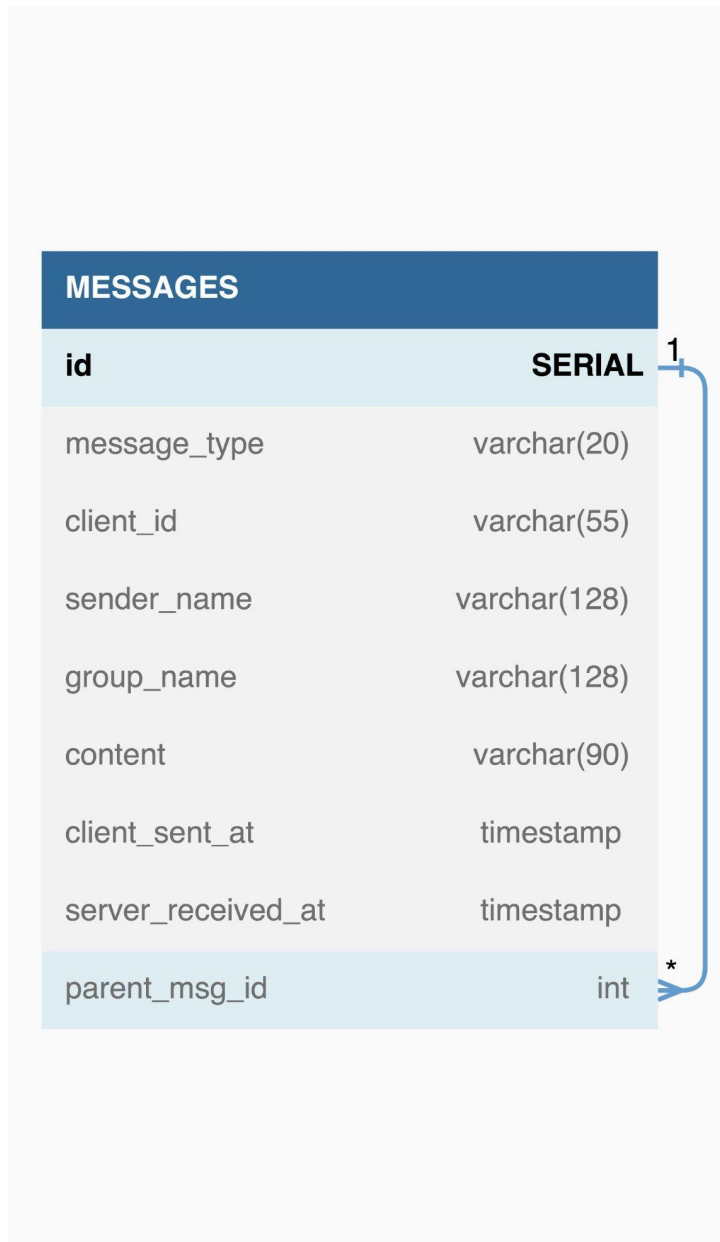 MESSAGES
id SERIAL 1
message_type varchar(20)
client_id varchar(55)
sender_name varchar(128)
group_name varchar(128)
content varchar(90)
client_sent_at timestamp
server_received_at timestamp
parent_msg_id int *